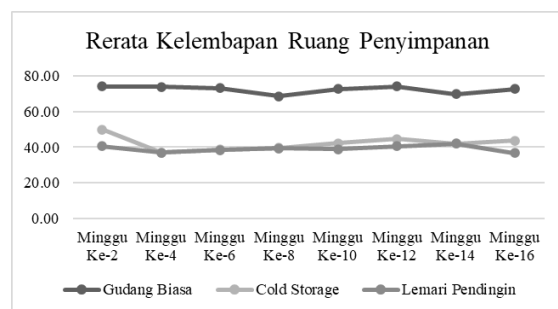 Rerata Kelembapan Ruang Penyimpanan
80.00
60.00
40.00
20.00
0.00
Minggu Minggu Minggu Minggu Minggu Minggu Minggu Minggu
Ke-2 Ke-4 Ke-6 Ke-8 Ke-10 Ke-12 Ke-14 Ke-16
Gudang Biasa Cold Storage Lemari Pendingin